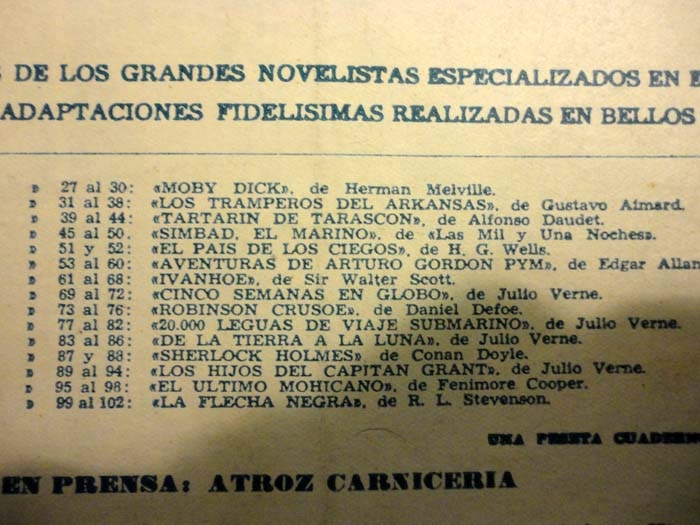 DE LOS GRANDES NOVELISTAS ESPECIALIZADOS EN
ADAPTACIONES FIDELISIMAS REALIZADAS EN BELLOS
» 27 al 30: «MOBY DICK», de Herman Melville.
» 31 al 38: «LOS TRAMPEROS DEL ARKANSAS», de Gustavo Aimard.
» 39 al 44: «TARTARIN DE TARASCON», de Alfonso Daudet.
» 45 al 50. «SIMBAD, EL MARINO», de «Las Mil y Una Noches».
» 51 y 52: «EL PAIS DE LOS CIEGOS», de H. G. Wells.
» 53 al 60: «AVENTURAS DE ARTURO GORDON PYM», de Edgar Allan
» 61 al 68: «IVANHOE», de Sir Walter Scott.
» 69 al 72: «CINCO SEMANAS EN GLOBO», de Julio Verne.
» 73 al 76: «ROBINSON CRUSOE», de Daniel Defoe.
» 77 al 82: «20.000 LEGUAS DE VIAJE SUBMARINO», de Julio Verne.
» 83 al 86: «DE LA TIERRA A LA LUNA», de Julio Verne.
» 87 y 88: «SHERLOCK HOLMES», de Conan Doyle.
» 89 al 94: «LOS HIJOS DEL CAPITAN GRANT», de Julio Verne.
» 95 al 98: «EL ULTIMO MOHICANO», de Fenimore Cooper.
» 99 al 102: «LA FLECHA NEGRA», de R. L. Stevenson.
UNA PESETA CUADERN
EN PRENSA: ATROZ CARNICERIA